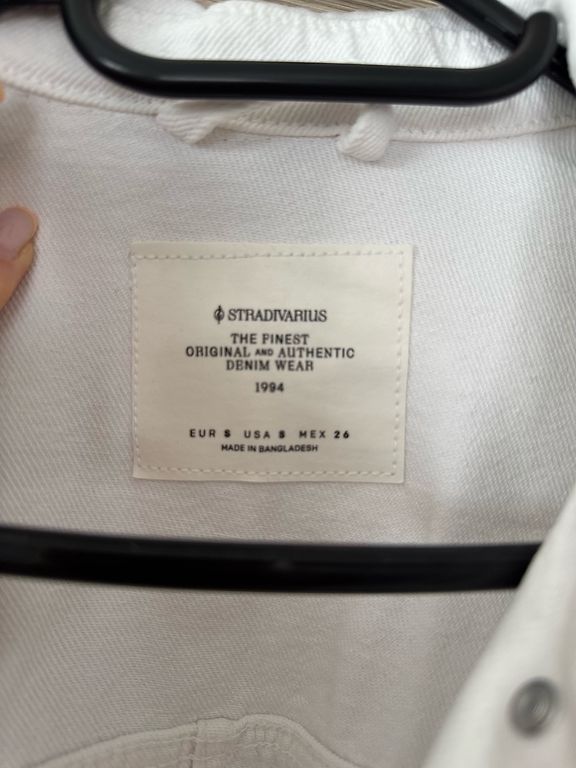 STRADIVARIUS
THE FINEST
ORIGINAL AND AUTHENTIC
DENIM WEAR
1994
EUR S USA S MEX 26
MADE IN BANGLADESH